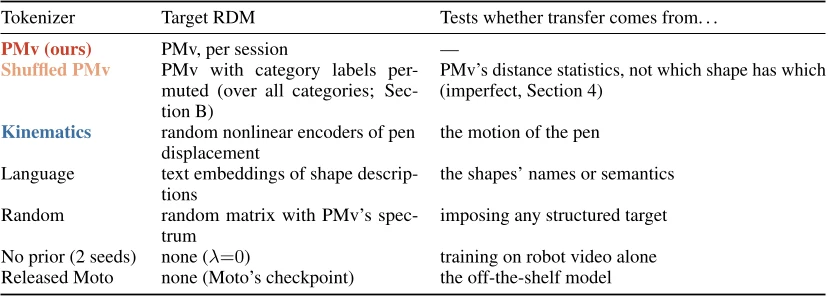 Tokenizer Target RDM Tests whether transfer comes from…
PMv (ours) PMv, per session —
Shuffled PMv PMv with category labels per- PMv's distance statistics, not which shape has which
muted (over all categories; Sec- (imperfect, Section 4)
tion B)
Kinematics random nonlinear encoders of pen the motion of the pen
displacement
Language text embeddings of shape descrip- the shapes' names or semantics
tions
Random random matrix with PMv's spec- imposing any structured target
trum
No prior (2 seeds) none (λ=0) training on robot video alone
Released Moto none (Moto's checkpoint) the off-the-shelf model